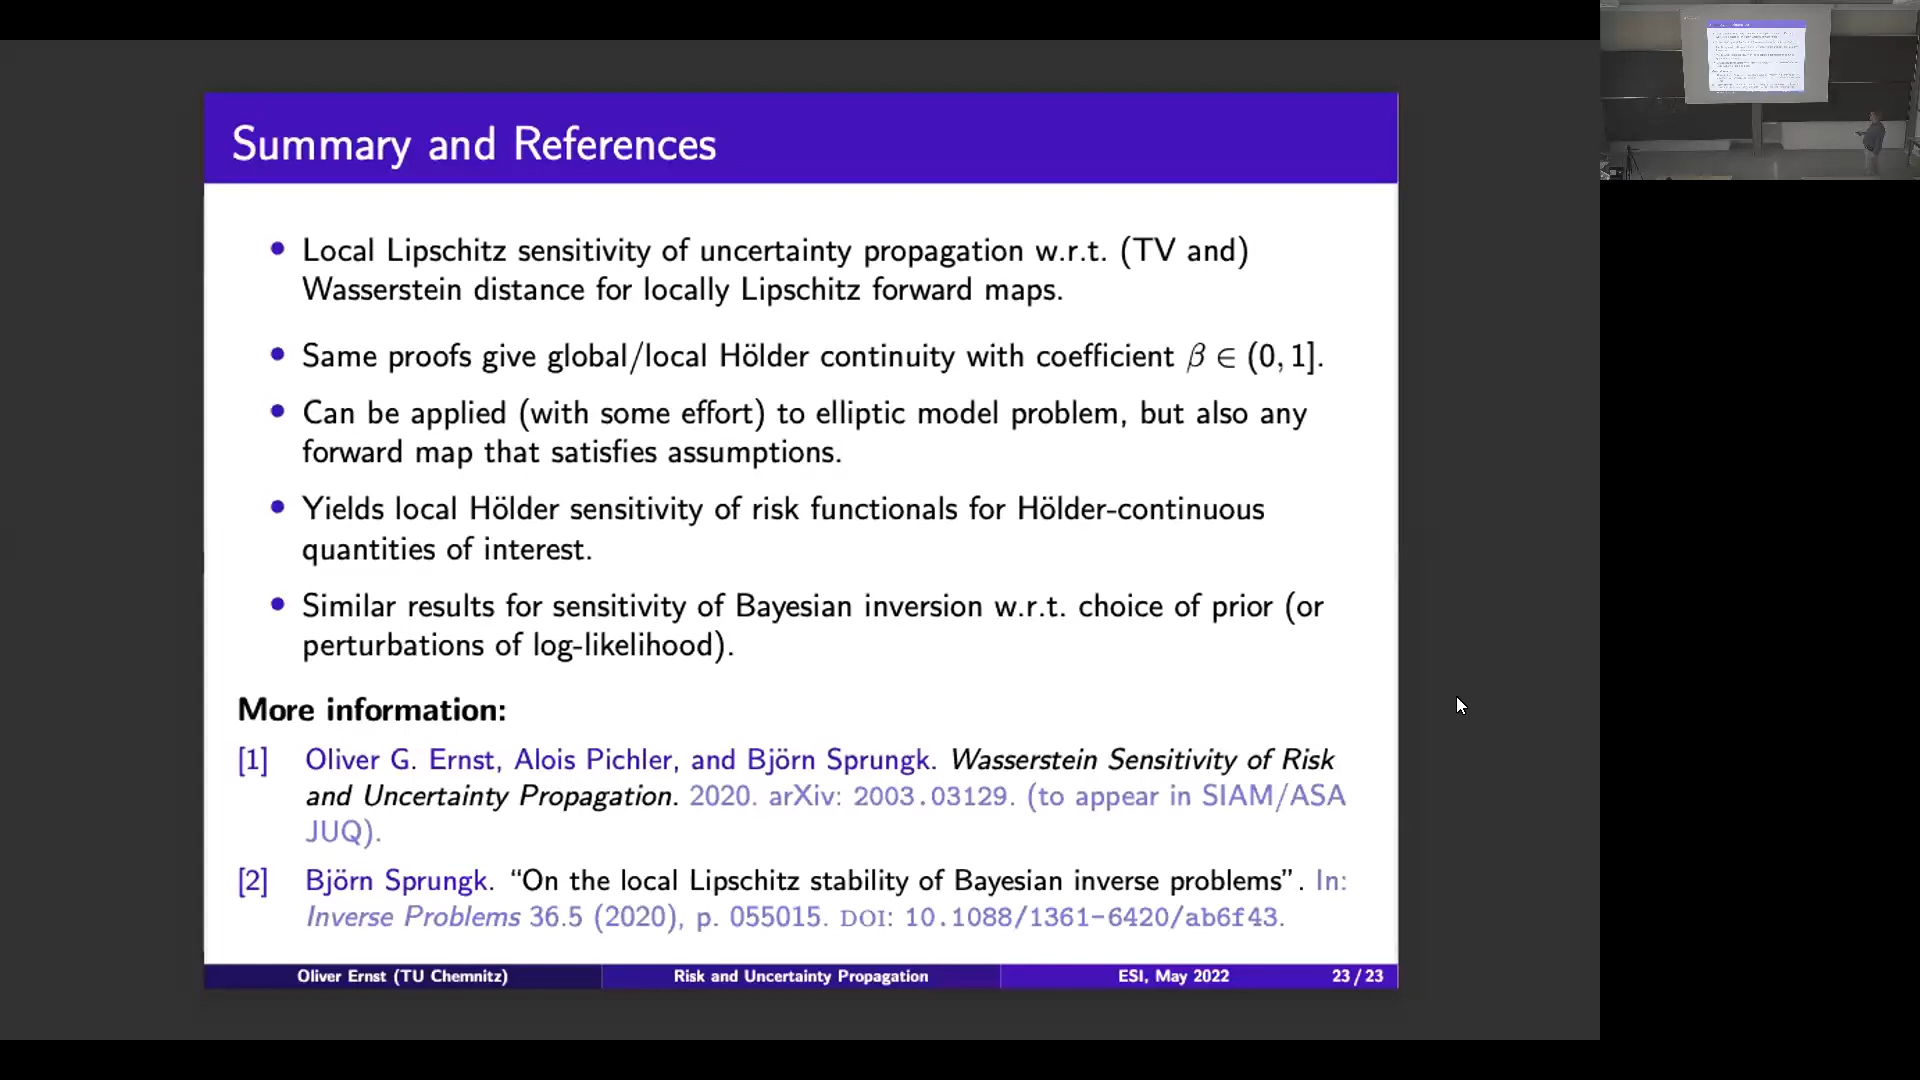 Summary and References
• Local Lipschitz sensitivity of uncertainty propagation w.r.t. (TV and)
Wasserstein distance for locally Lipschitz forward maps.
• Same proofs give global/local Hölder continuity with coefficient β ∈ (0, 1].
• Can be applied (with some effort) to elliptic model problem, but also any
forward map that satisfies assumptions.
• Yields local Hölder sensitivity of risk functionals for Hölder-continuous
quantities of interest.
• Similar results for sensitivity of Bayesian inversion w.r.t. choice of prior (or
perturbations of log-likelihood).
More information:
[1] Oliver G. Ernst, Alois Pichler, and Björn Sprungk. Wasserstein Sensitivity of Risk
and Uncertainty Propagation. 2020. arXiv: 2003.03129. (to appear in SIAM/ASA
JUQ).
[2] Björn Sprungk. “On the local Lipschitz stability of Bayesian inverse problems”. In:
Inverse Problems 36.5 (2020), p. 055015. DOI: 10.1088/1361-6420/ab6f43.
Oliver Ernst (TU Chemnitz) Risk and Uncertainty Propagation ESI, May 2022 23 / 23